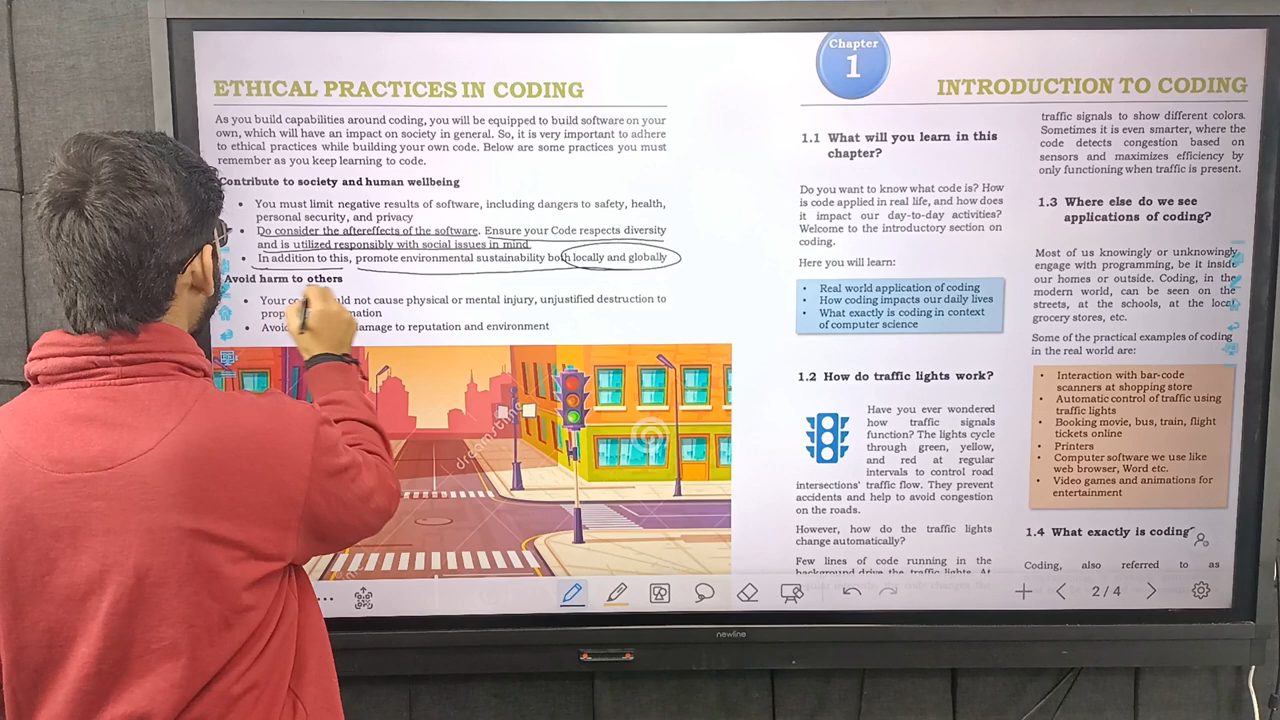 ETHICAL PRACTICES IN CODING
As you build capabilities around coding, you will be equipped to build software on your
own, which will have an impact on society in general. So, it is very important to adhere
to ethical practices while building your own code. Below are some practices you must
remember as you keep learning to code.
Contribute to society and human wellbeing
• You must limit negative results of software, including dangers to safety, health,
personal security, and privacy
• Do consider the aftereffects of the software. Ensure your Code respects diversity
and is utilized responsibly with social issues in mind.
• In addition to this, promote environmental sustainability both locally and globally
Avoid harm to others
• Your not cause physical or mental injury, unjustified destruction to
• damage to reputation and environment
dreamstime
Chapter
1
INTRODUCTION TO CODING
1.1 What will you learn in this
chapter?
Do you want to know what code is? How
is code applied in real life, and how does
it impact our day-to-day activities?
Welcome to the introductory section on
coding.
Here you will learn:
• Real world application of coding
• How coding impacts our daily lives
• What exactly is coding in context
of computer science
1.2 How do traffic lights work?
Have you ever wondered
how traffic signals
function? The lights cycle
through green, yellow,
and red at regular
intervals to control road
intersections' traffic flow. They prevent
accidents and help to avoid congestion
on the roads.
However, how do the traffic lights
change automatically?
Few lines of code running in the
background drive the traffic lights. At
traffic signals to show different colors.
Sometimes it is even smarter, where the
code detects congestion based on
sensors and maximizes efficiency by
only functioning when traffic is present.
1.3 Where else do we see
applications of coding?
Most of us knowingly or unknowingly
engage with programming, be it inside
our homes or outside. Coding, in the
modern world, can be seen on the
streets, at the schools, at the local
grocery stores, etc.
Some of the practical examples of coding
in the real world are:
• Interaction with bar-code
scanners at shopping store
• Automatic control of traffic using
traffic lights
• Booking movie, bus, train, flight
tickets online
• Printers
• Computer software we use like
web browser, Word etc.
• Video games and animations for
entertainment
1.4 What exactly is coding
Coding, also referred to as
2/4
newline